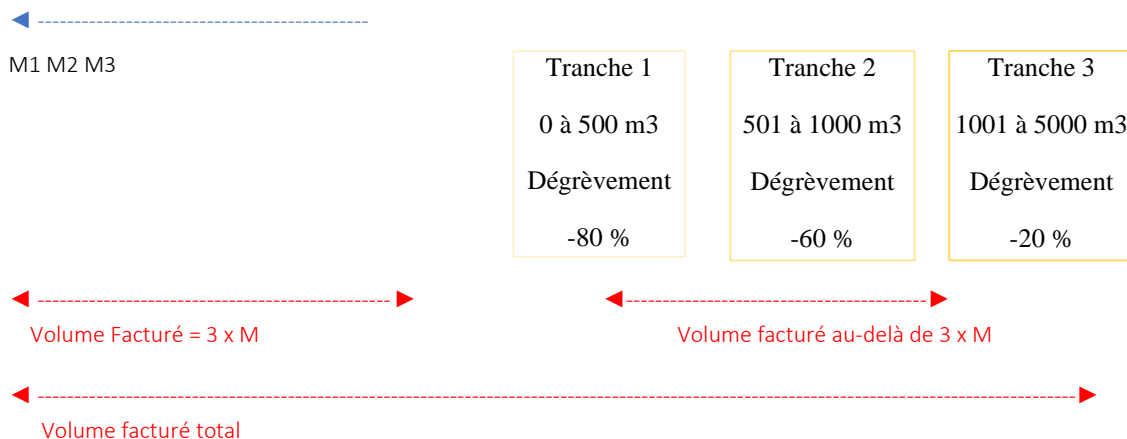 M1 M2 M3
Tranche 1
0 à 500 m3
Dégrèvement
-80 %
Tranche 2
501 à 1000 m3
Dégrèvement
-60 %
Tranche 3
1001 à 5000 m3
Dégrèvement
-20 %
Volume Facturé = 3 x M
Volume facturé au-delà de 3 x M
Volume facturé total